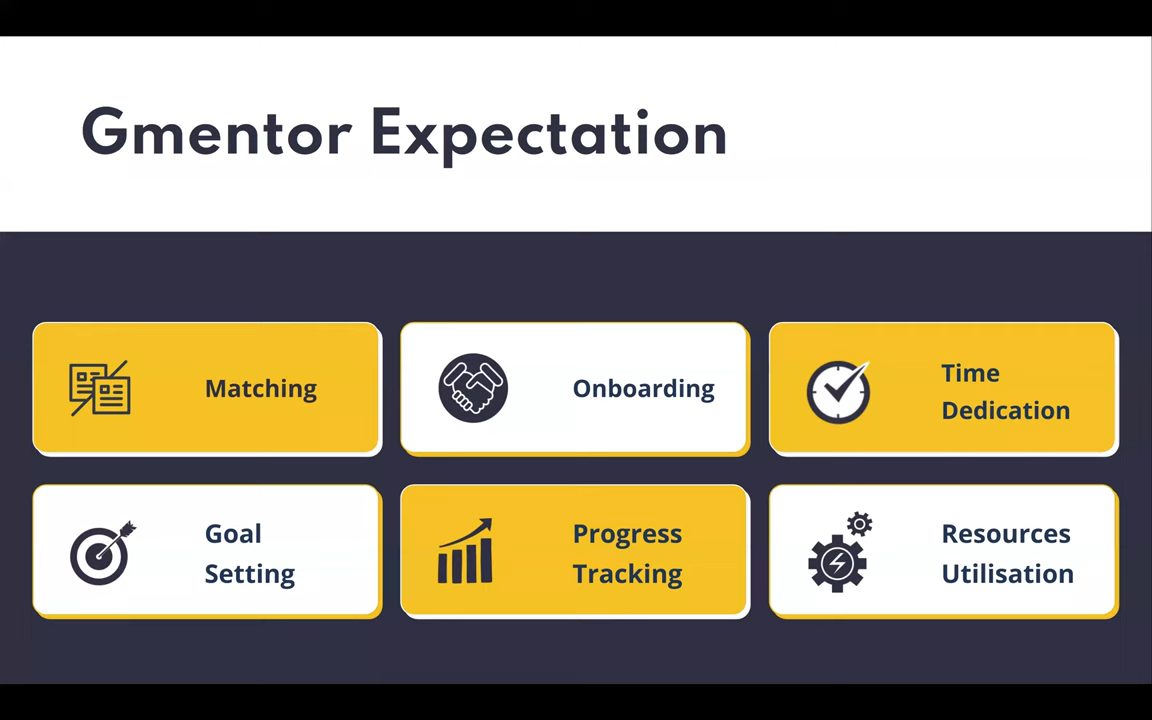 Gmentor Expectation
Matching
Onboarding
Time
Dedication
Goal
Setting
Progress
Tracking
Resources
Utilisation